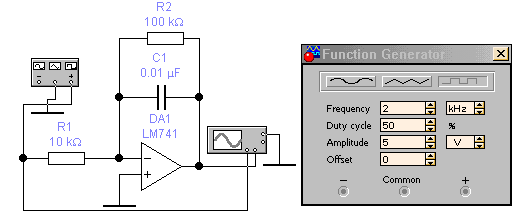 R2
100 kΩ
C1
0.01 µF
DA1
LM741
R1
10 kΩ
Function Generator
Frequency 2 kHz
Duty cycle 50 %
Amplitude 5 V
Offset 0
− Common +